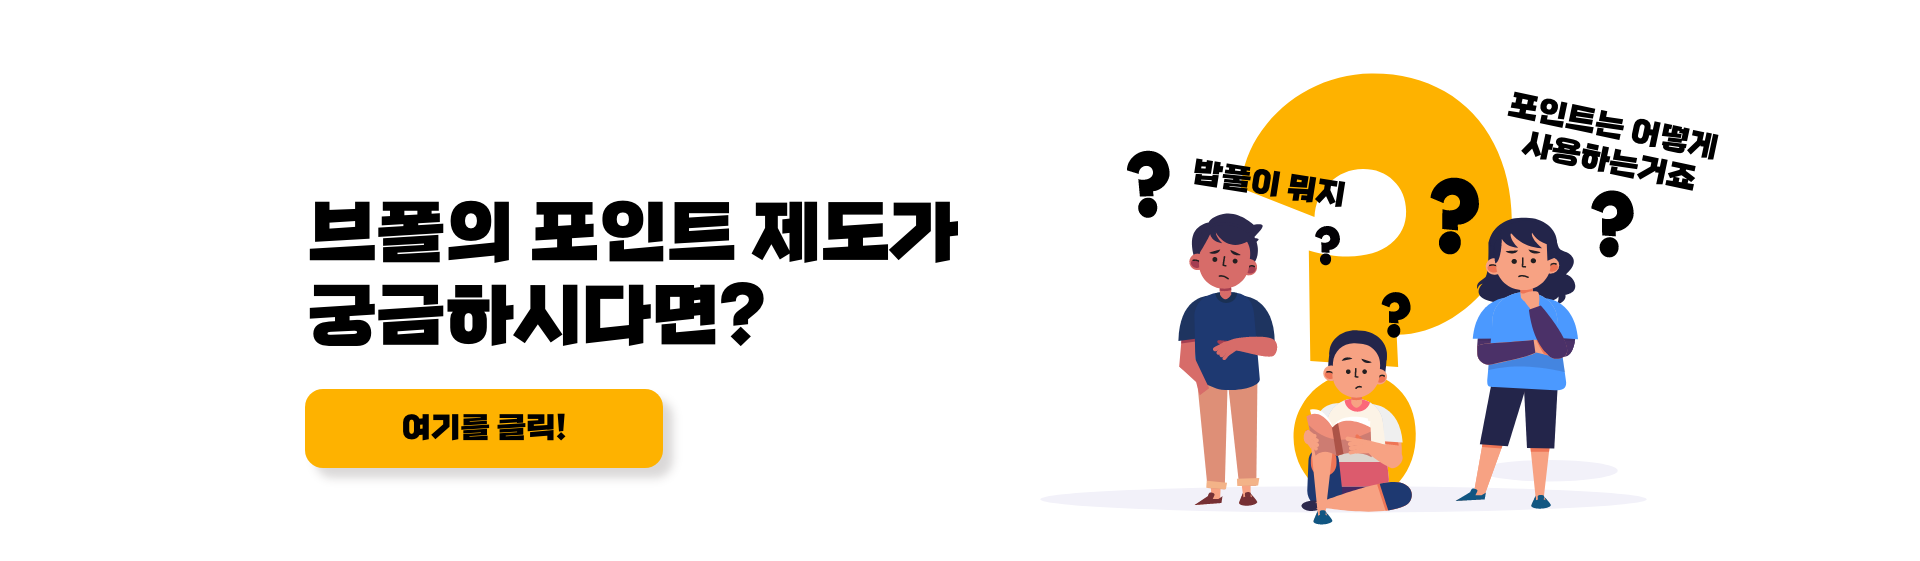 브폴의 포인트 제도가
궁금하시다면?
여기를 클릭!
밥풀이 뭐지
포인트는 어떻게
사용하는거죠
?
?
?
?
?
?